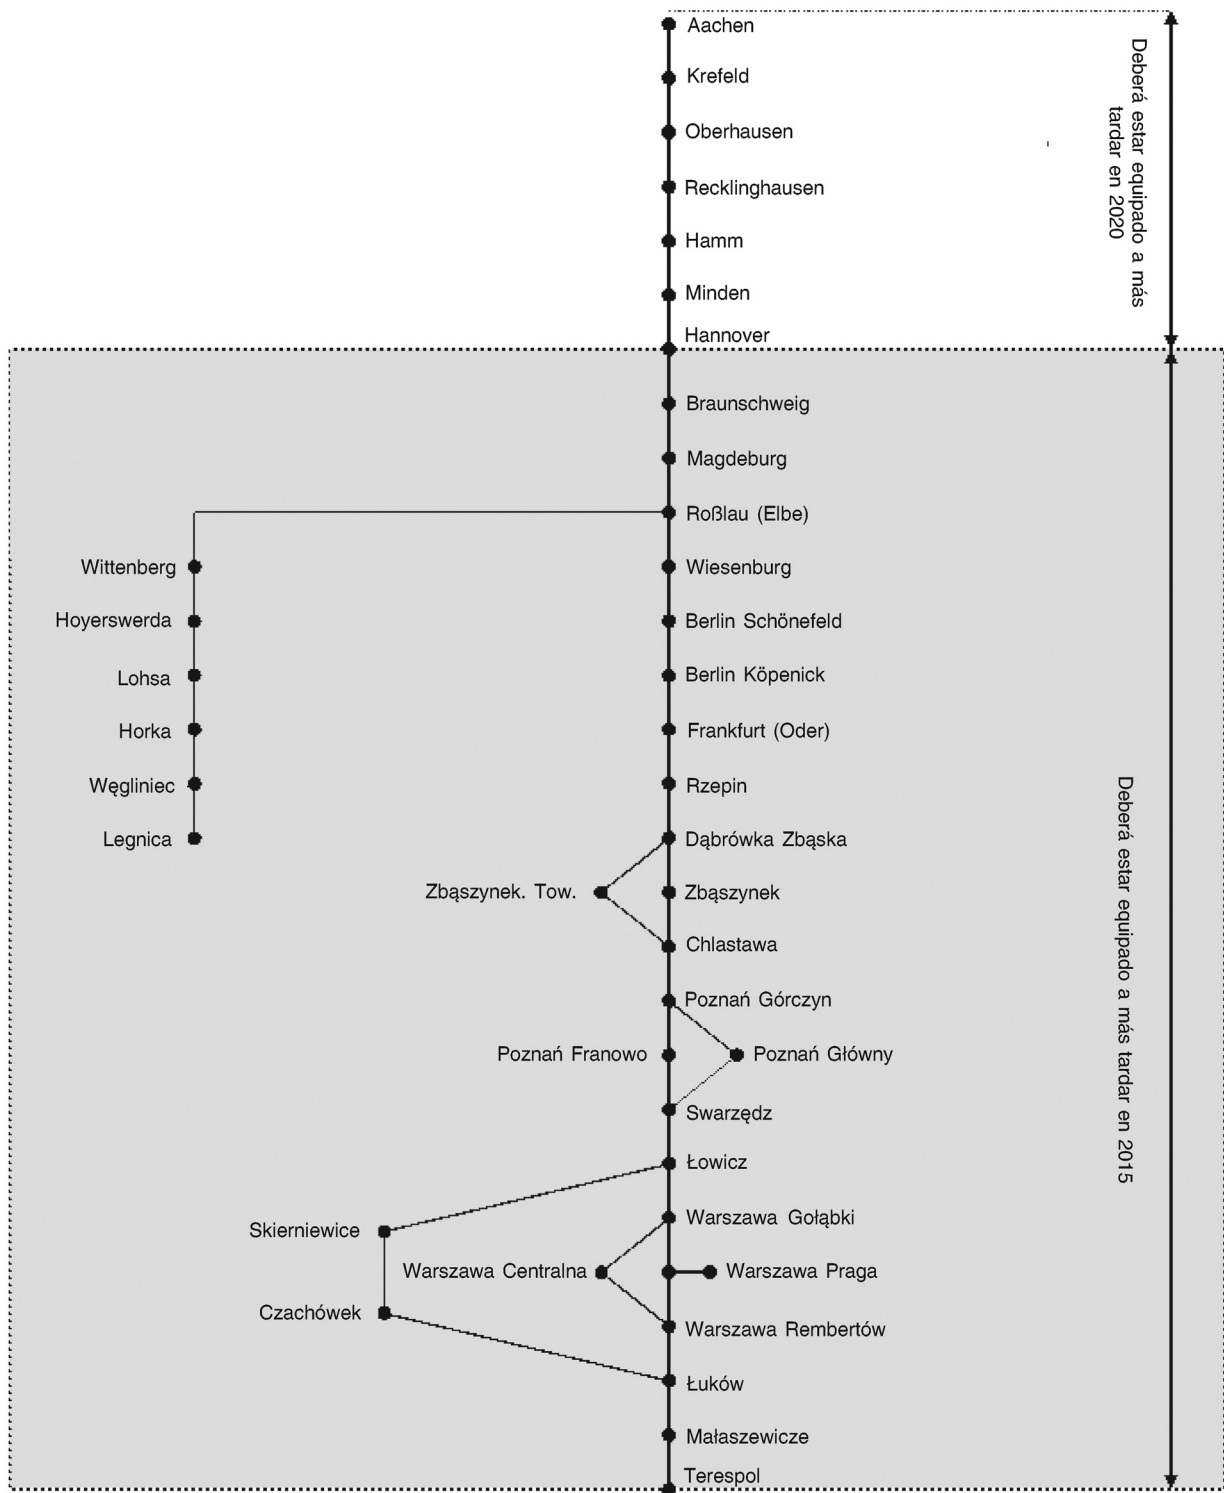 Aachen
Krefeld
Oberhausen
Recklinghausen
Hamm
Minden
Hannover
Deberá estar equipado a más
tardar en 2020
Braunschweig
Magdeburg
Roßlau (Elbe)
Wittenberg
Wiesenburg
Hoyerswerda
Berlin Schönefeld
Lohsa
Berlin Köpenick
Horka
Frankfurt (Oder)
Węgliniec
Rzepin
Legnica
Dąbrówka Zbąska
Zbąszynek. Tow.
Zbąszynek
Chlastawa
Poznań Górczyn
Poznań Franowo
Poznań Główny
Swarzędz
Łowicz
Skierniewice
Warszawa Gołąbki
Warszawa Centralna
Warszawa Praga
Czachówek
Warszawa Rembertów
Łuków
Małaszewicze
Terespol
Deberá estar equipado a más tardar en 2015